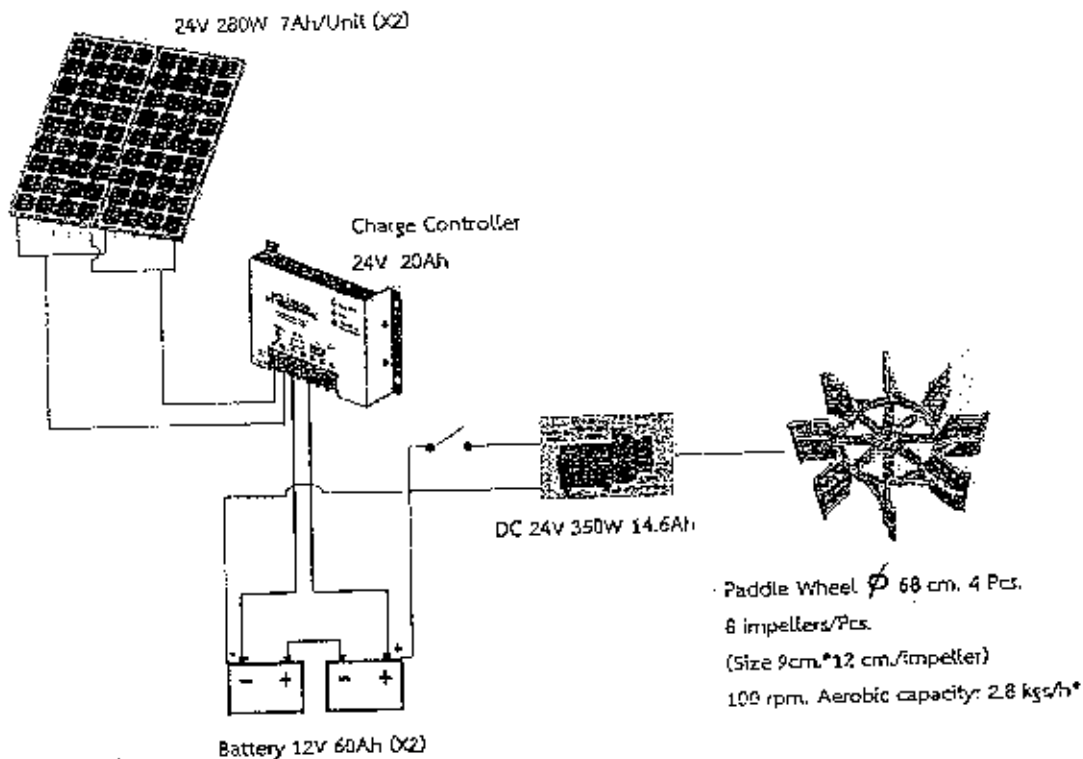 24V 280W 7Ah/Unit (X2)
Charge Controller
24V 20Ah
DC 24V 350W 14.6Ah
Paddle Wheel Ø 68 cm. 4 Pcs.
8 impellers/Pcs.
(Size 9cm.*12 cm./impeller)
100 rpm. Aerobic capacity: 2.8 kgs/h*
- +
- + +
Battery 12V 60Ah (X2)